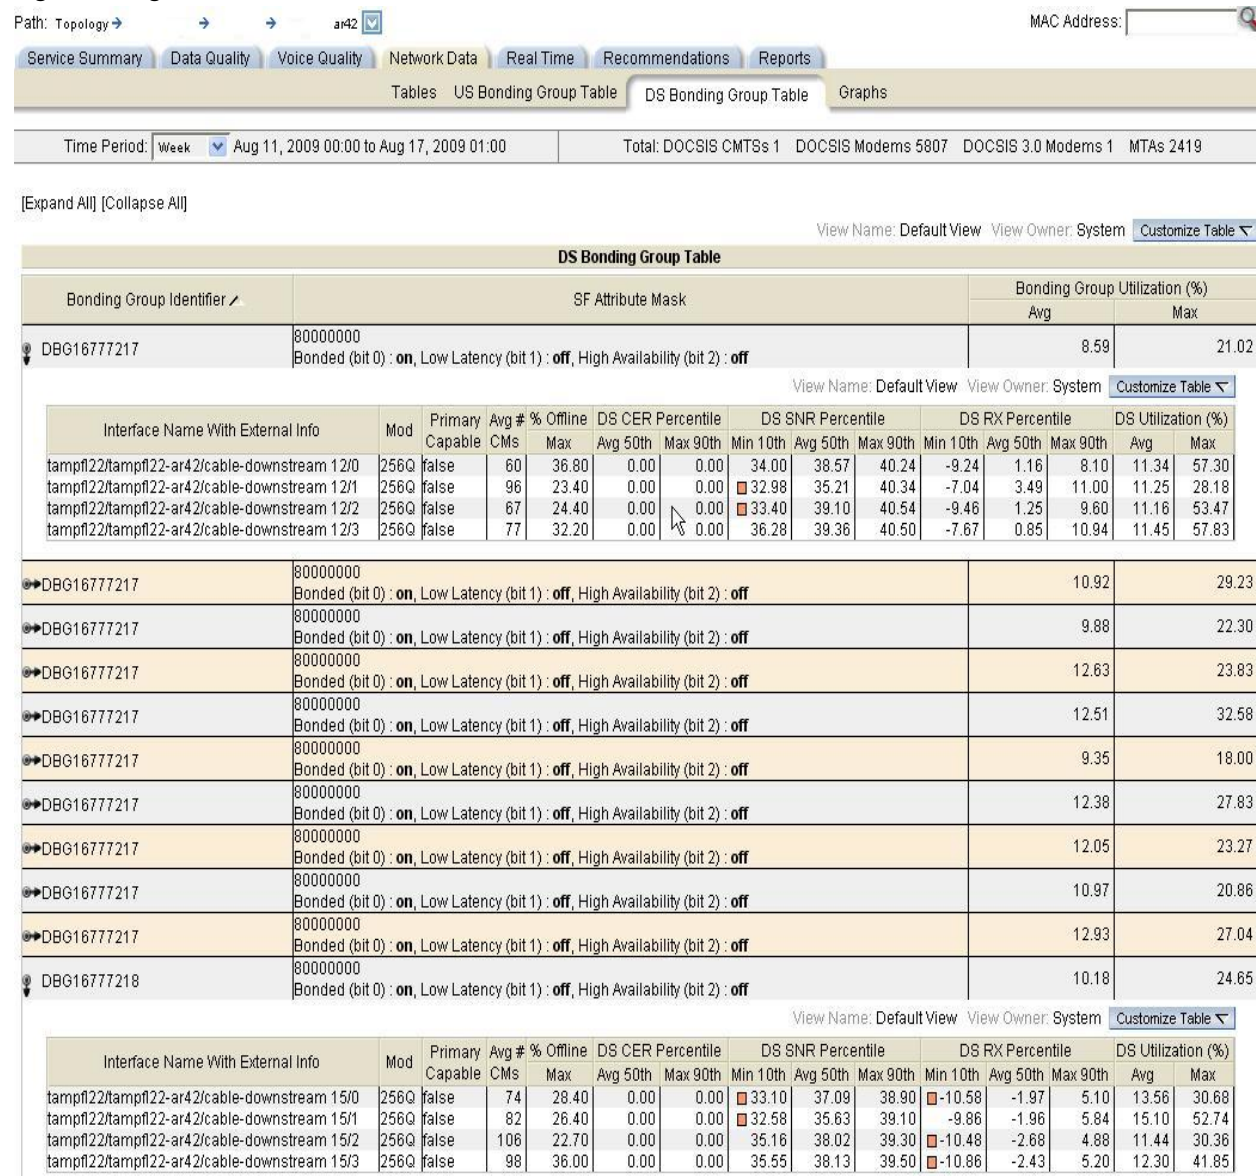 Path: Topology ar42 MAC Address:
Service Summary Data Quality Voice Quality Network Data Real Time Recommendations Reports
Tables US Bonding Group Table DS Bonding Group Table Graphs
Time Period: Week Aug 11, 2009 00:00 to Aug 17, 2009 01:00 Total: DOCSIS CMTSs 1 DOCSIS Modems 5807 DOCSIS 3.0 Modems 1 MTAs 2419
[Expand All] [Collapse All]
View Name: Default View View Owner: System Customize Table
DS Bonding Group Table
Bonding Group Identifier SF Attribute Mask Bonding Group Utilization (%)
Avg Max
80000000
DBG16777217 Bonded (bit 0) : on, Low Latency (bit 1) : off, High Availability (bit 2) : off 8.59 21.02
View Name: Default View View Owner: System Customize Table
Interface Name With External Info Mod Primary Capable Avg # CMs % Offline DS CER Percentile DS SNR Percentile DS RX Percentile DS Utilization (%)
Max Avg 50th Max 90th Min 10th Avg 50th Max 90th Min 10th Avg 50th Max 90th Avg Max
tampfl22/tampfl22-ar42/cable-downstream 12/0 256Q false 60 36.80 0.00 0.00 34.00 38.57 40.24 -9.24 1.16 8.10 11.34 57.30
tampfl22/tampfl22-ar42/cable-downstream 12/1 256Q false 96 23.40 0.00 0.00 32.98 35.21 40.34 -7.04 3.49 11.00 11.25 28.18
tampfl22/tampfl22-ar42/cable-downstream 12/2 256Q false 67 24.40 0.00 0.00 33.40 39.10 40.54 -9.46 1.25 9.60 11.16 53.47
tampfl22/tampfl22-ar42/cable-downstream 12/3 256Q false 77 32.20 0.00 0.00 36.28 39.36 40.50 -7.67 0.85 10.94 11.45 57.83
80000000
DBG16777217 Bonded (bit 0) : on, Low Latency (bit 1) : off, High Availability (bit 2) : off 10.92 29.23
80000000
DBG16777217 Bonded (bit 0) : on, Low Latency (bit 1) : off, High Availability (bit 2) : off 9.88 22.30
80000000
DBG16777217 Bonded (bit 0) : on, Low Latency (bit 1) : off, High Availability (bit 2) : off 12.63 23.83
80000000
DBG16777217 Bonded (bit 0) : on, Low Latency (bit 1) : off, High Availability (bit 2) : off 12.51 32.58
80000000
DBG16777217 Bonded (bit 0) : on, Low Latency (bit 1) : off, High Availability (bit 2) : off 9.35 18.00
80000000
DBG16777217 Bonded (bit 0) : on, Low Latency (bit 1) : off, High Availability (bit 2) : off 12.38 27.83
80000000
DBG16777217 Bonded (bit 0) : on, Low Latency (bit 1) : off, High Availability (bit 2) : off 12.05 23.27
80000000
DBG16777217 Bonded (bit 0) : on, Low Latency (bit 1) : off, High Availability (bit 2) : off 10.97 20.86
80000000
DBG16777217 Bonded (bit 0) : on, Low Latency (bit 1) : off, High Availability (bit 2) : off 12.93 27.04
80000000
DBG16777218 Bonded (bit 0) : on, Low Latency (bit 1) : off, High Availability (bit 2) : off 10.18 24.65
View Name: Default View View Owner: System Customize Table
Interface Name With External Info Mod Primary Capable Avg # CMs % Offline DS CER Percentile DS SNR Percentile DS RX Percentile DS Utilization (%)
Max Avg 50th Max 90th Min 10th Avg 50th Max 90th Min 10th Avg 50th Max 90th Avg Max
tampfl22/tampfl22-ar42/cable-downstream 15/0 256Q false 74 28.40 0.00 0.00 33.10 37.09 38.90 -10.58 -1.97 5.10 13.56 30.68
tampfl22/tampfl22-ar42/cable-downstream 15/1 256Q false 82 26.40 0.00 0.00 32.58 35.63 39.10 -9.86 -1.96 5.84 15.10 52.74
tampfl22/tampfl22-ar42/cable-downstream 15/2 256Q false 106 22.70 0.00 0.00 35.16 38.02 39.30 -10.48 -2.68 4.88 11.44 30.36
tampfl22/tampfl22-ar42/cable-downstream 15/3 256Q false 98 36.00 0.00 0.00 35.55 38.13 39.50 -10.86 -2.43 5.20 12.30 41.85